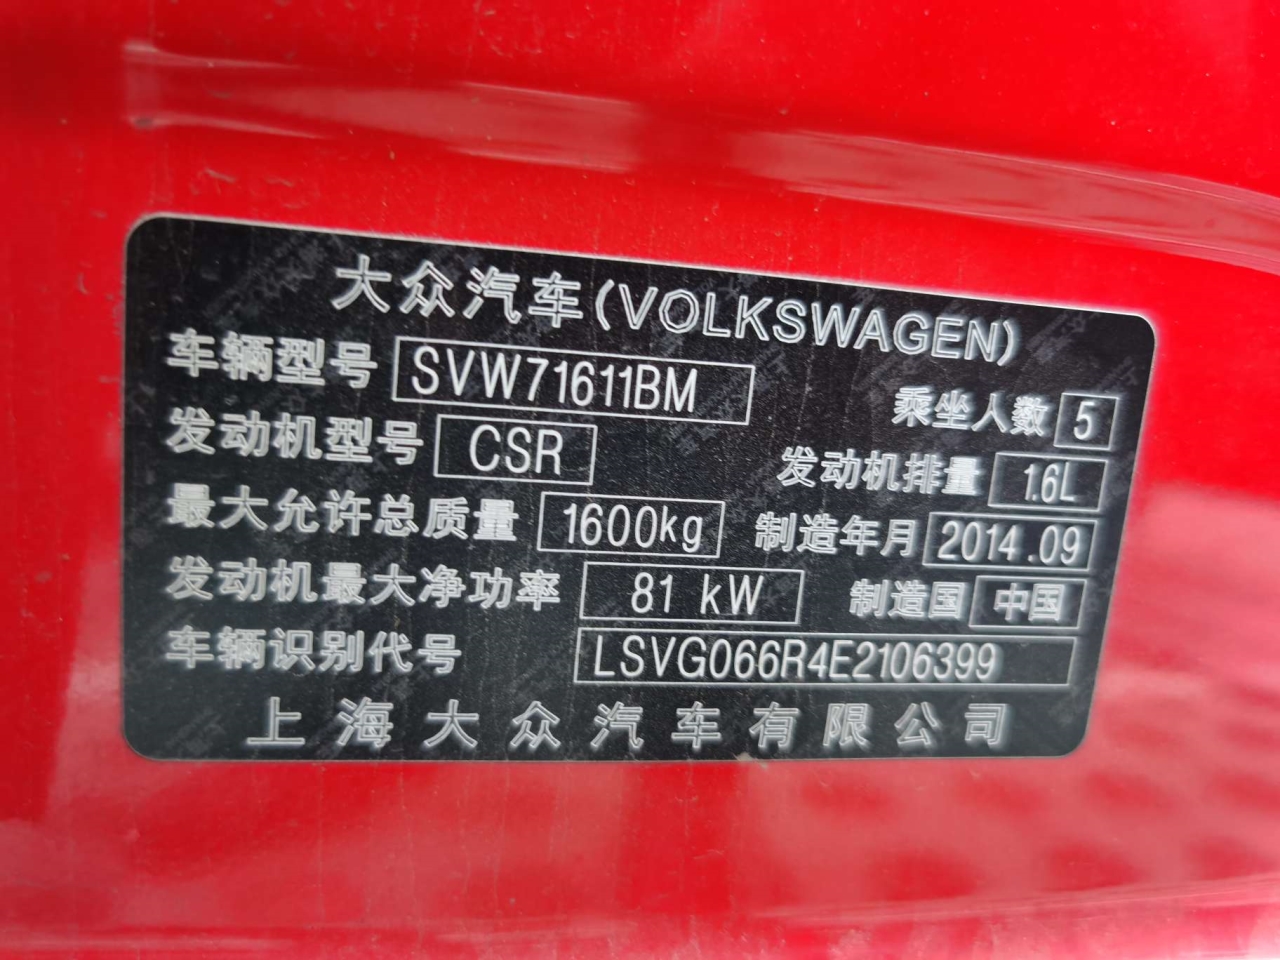 大众汽车(VOLKSWAGEN)
车辆型号 SVW71611BM 乘坐人数 5
发动机型号 CSR 发动机排量 1.6L
最大允许总质量 1600kg 制造年月 2014.09
发动机最大净功率 81 kW 制造国 中国
车辆识别代号 LSVG066R4E2106399
上海大众汽车有限公司